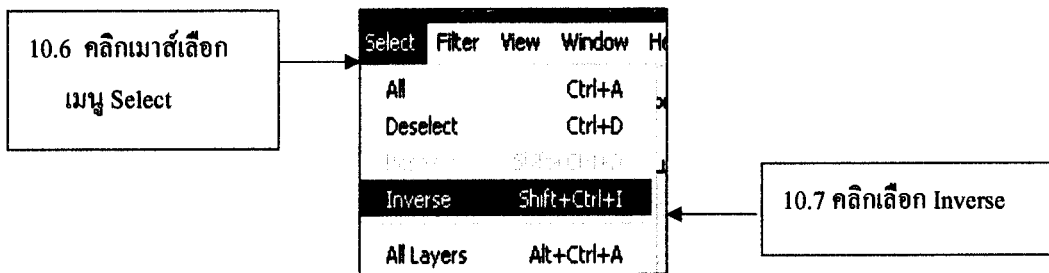 10.6 คลิกเมาส์เลือก
เมนู Select
Select Filter View Window He
All Ctrl+A
Deselect Ctrl+D
Inverse Shift+Ctrl+I
All Layers Alt+Ctrl+A
10.7 คลิกเลือก Inverse